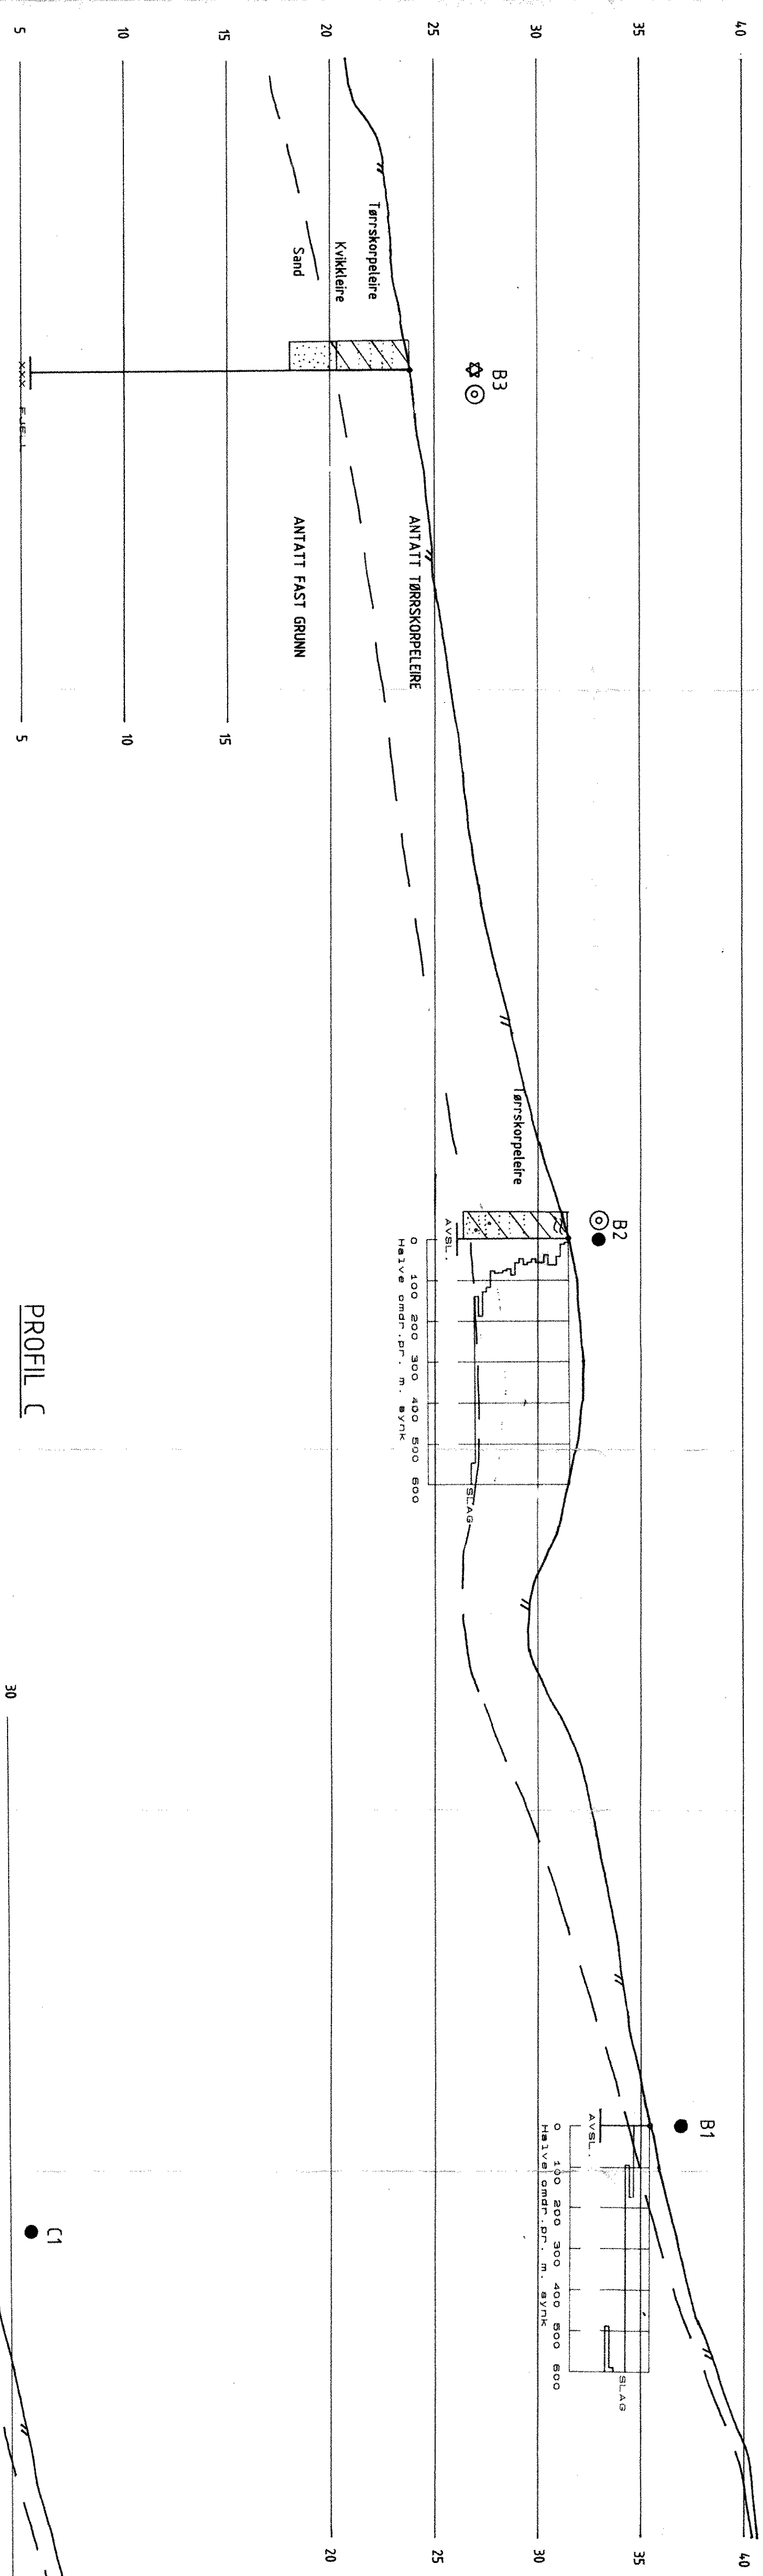 40
35
30
25
20
15
10
5
B3
Tørrskorpeleire
Kvikkleire
Sand
xxx FJELL
ANTATT TØRRSKORPELEIRE
ANTATT FAST GRUNN
15
10
5
B2
Tørrskorpeleire
AVSL.
0 100 200 300 400 500 600
Halve omdr.pr. m. synk
SLAG
PROFIL C
30
B1
AVSL.
0 100 200 300 400 500 600
Halve omdr.pr. m. synk
SLAG
C1
40
35
30
25
20